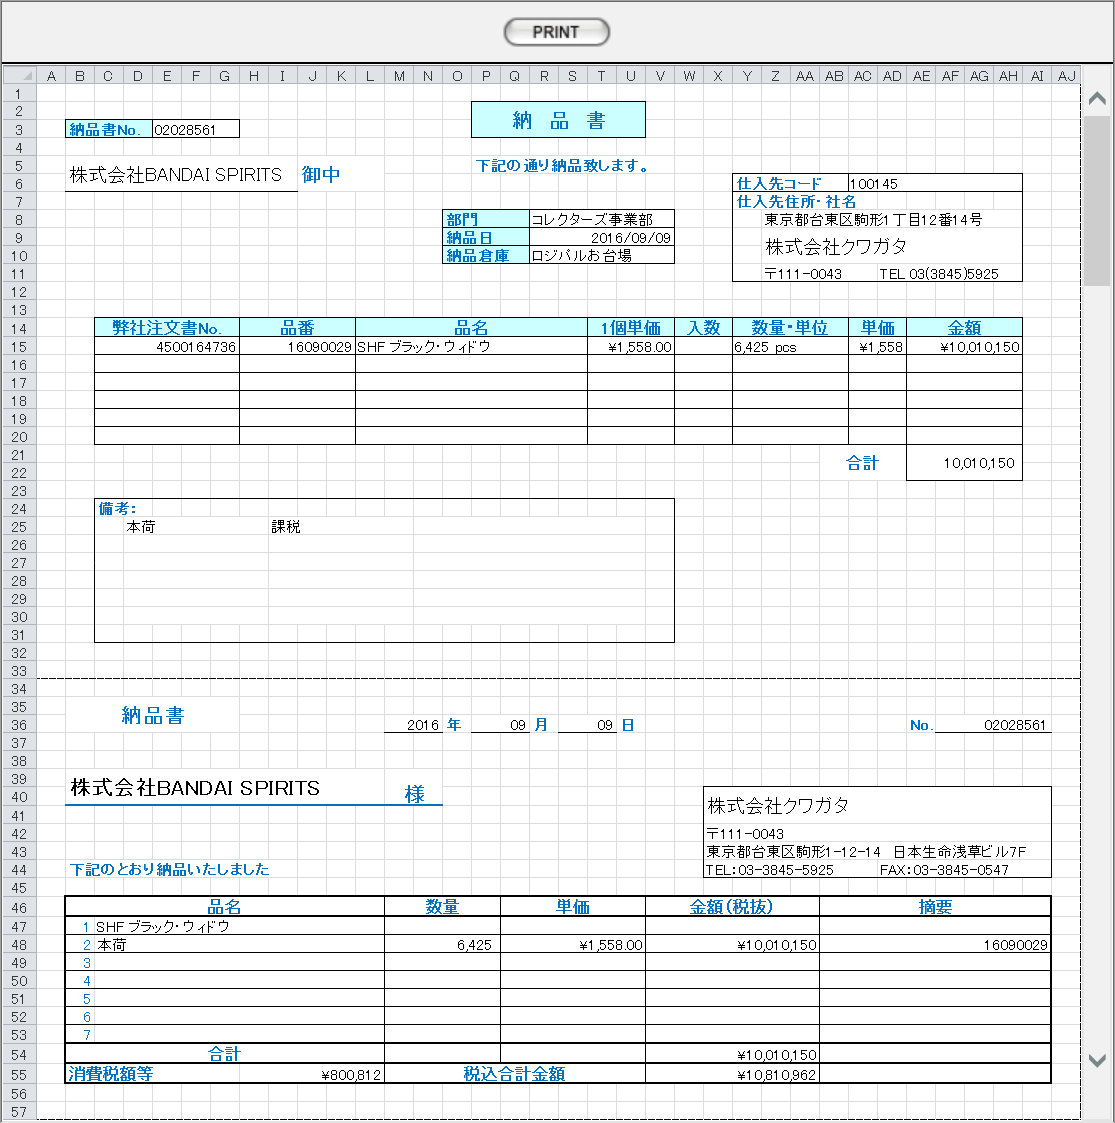 PRINT
A B C D E F G H I J K L M N O P Q R S T U V W X Y Z AA AB AC AD AE AF AG AH AI AJ
1
2 納 品 書
3 納品書No. 02028561
4
5 下記の通り納品致します。
株式会社BANDAI SPIRITS 御中
6 仕入先コード 100145
7 仕入先住所・社名
8 部門 コレクターズ事業部 東京都台東区駒形1丁目12番14号
9 納品日 2016/09/09
株式会社クワガタ
10 納品倉庫 ロジパルお台場
11 〒111-0043 TEL 03(3845)5925
12
13
14 弊社注文書No. 品番 品名 1個単価 入数 数量・単位 単価 金額
15 4500164736 16090029 SHF ブラック・ウィドウ ¥1,558.00 6,425 pcs ¥1,558 ¥10,010,150
16
17
18
19
20
21
合計 10,010,150
22
23
24 備考:
25 本荷 課税
26
27
28
29
30
31
32
33
34
35
納品書
36 2016 年 09 月 09 日 No. 02028561
37
38
39
株式会社BANDAI SPIRITS 様
40
株式会社クワガタ
41
42 〒111-0043
43 東京都台東区駒形1-12-14 日本生命浅草ビル7F
44 下記のとおり納品いたしました TEL:03-3845-5925 FAX:03-3845-0547
45
46 品名 数量 単価 金額(税抜) 摘要
47 1 SHF ブラック・ウィドウ
48 2 本荷 6,425 ¥1,558.00 ¥10,010,150 16090029
49 3
50 4
51 5
52 6
53 7
54 合計 ¥10,010,150
55 消費税額等 ¥800,812 税込合計金額 ¥10,810,962
56
57